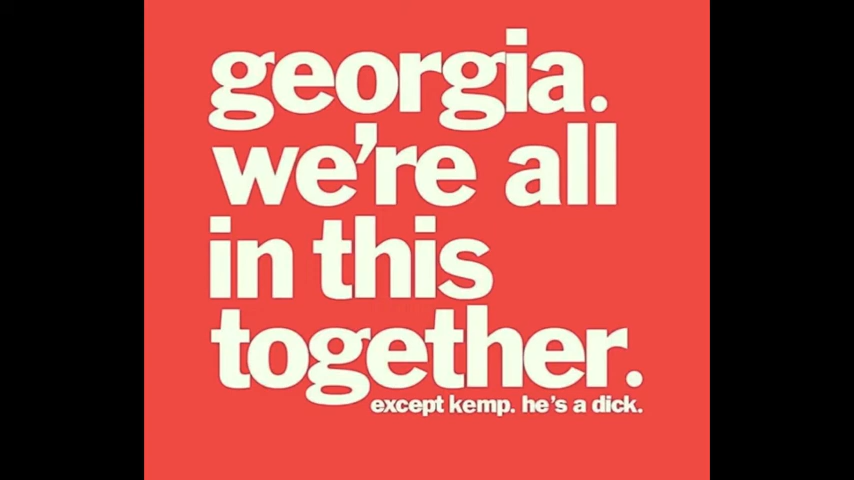 georgia.
we're all
in this
together.
except kemp. he's a dick.